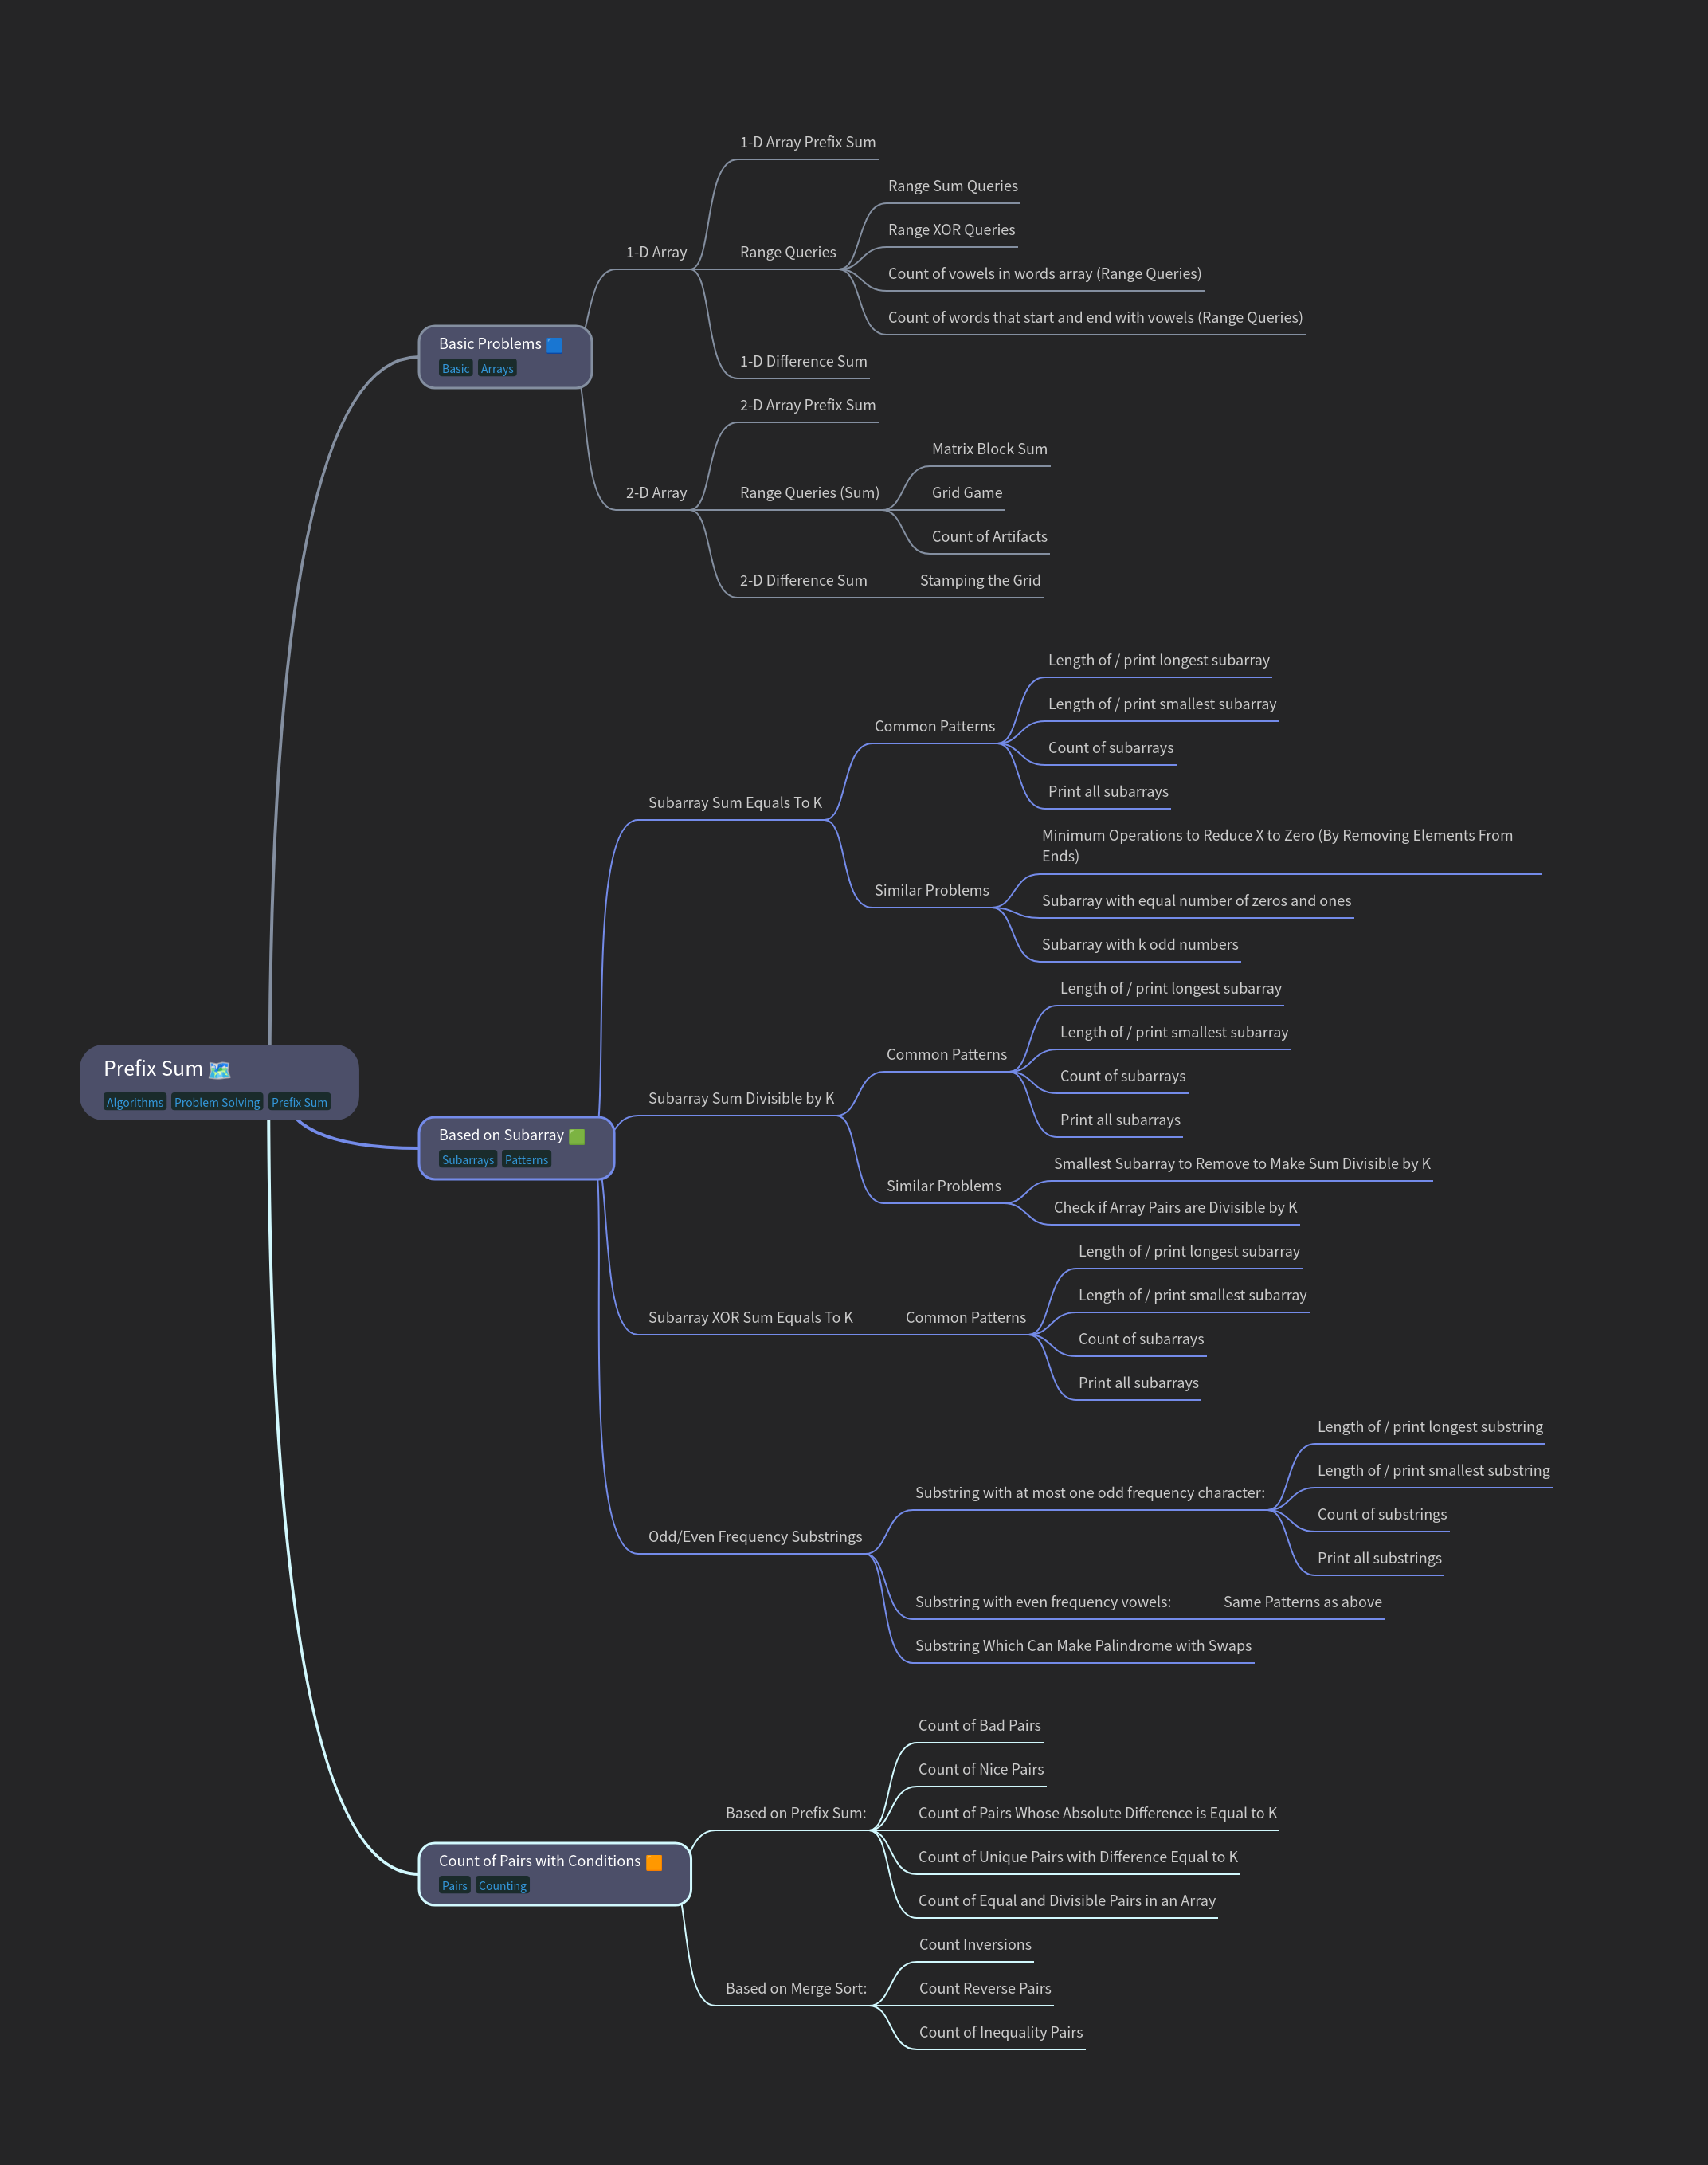 Prefix Sum 🗺️
Algorithms Problem Solving Prefix Sum
Basic Problems 🟦
Basic Arrays
1-D Array
1-D Array Prefix Sum
Range Queries
Range Sum Queries
Range XOR Queries
Count of vowels in words array (Range Queries)
Count of words that start and end with vowels (Range Queries)
1-D Difference Sum
2-D Array
2-D Array Prefix Sum
Range Queries (Sum)
Matrix Block Sum
Grid Game
Count of Artifacts
2-D Difference Sum
Stamping the Grid
Based on Subarray 🟩
Subarrays Patterns
Subarray Sum Equals To K
Common Patterns
Length of / print longest subarray
Length of / print smallest subarray
Count of subarrays
Print all subarrays
Similar Problems
Minimum Operations to Reduce X to Zero (By Removing Elements From
Ends)
Subarray with equal number of zeros and ones
Subarray with k odd numbers
Subarray Sum Divisible by K
Common Patterns
Length of / print longest subarray
Length of / print smallest subarray
Count of subarrays
Print all subarrays
Similar Problems
Smallest Subarray to Remove to Make Sum Divisible by K
Check if Array Pairs are Divisible by K
Subarray XOR Sum Equals To K
Common Patterns
Length of / print longest subarray
Length of / print smallest subarray
Count of subarrays
Print all subarrays
Odd/Even Frequency Substrings
Substring with at most one odd frequency character:
Length of / print longest substring
Length of / print smallest substring
Count of substrings
Print all substrings
Substring with even frequency vowels:
Same Patterns as above
Substring Which Can Make Palindrome with Swaps
Count of Pairs with Conditions 🟧
Pairs Counting
Based on Prefix Sum:
Count of Bad Pairs
Count of Nice Pairs
Count of Pairs Whose Absolute Difference is Equal to K
Count of Unique Pairs with Difference Equal to K
Count of Equal and Divisible Pairs in an Array
Based on Merge Sort:
Count Inversions
Count Reverse Pairs
Count of Inequality Pairs